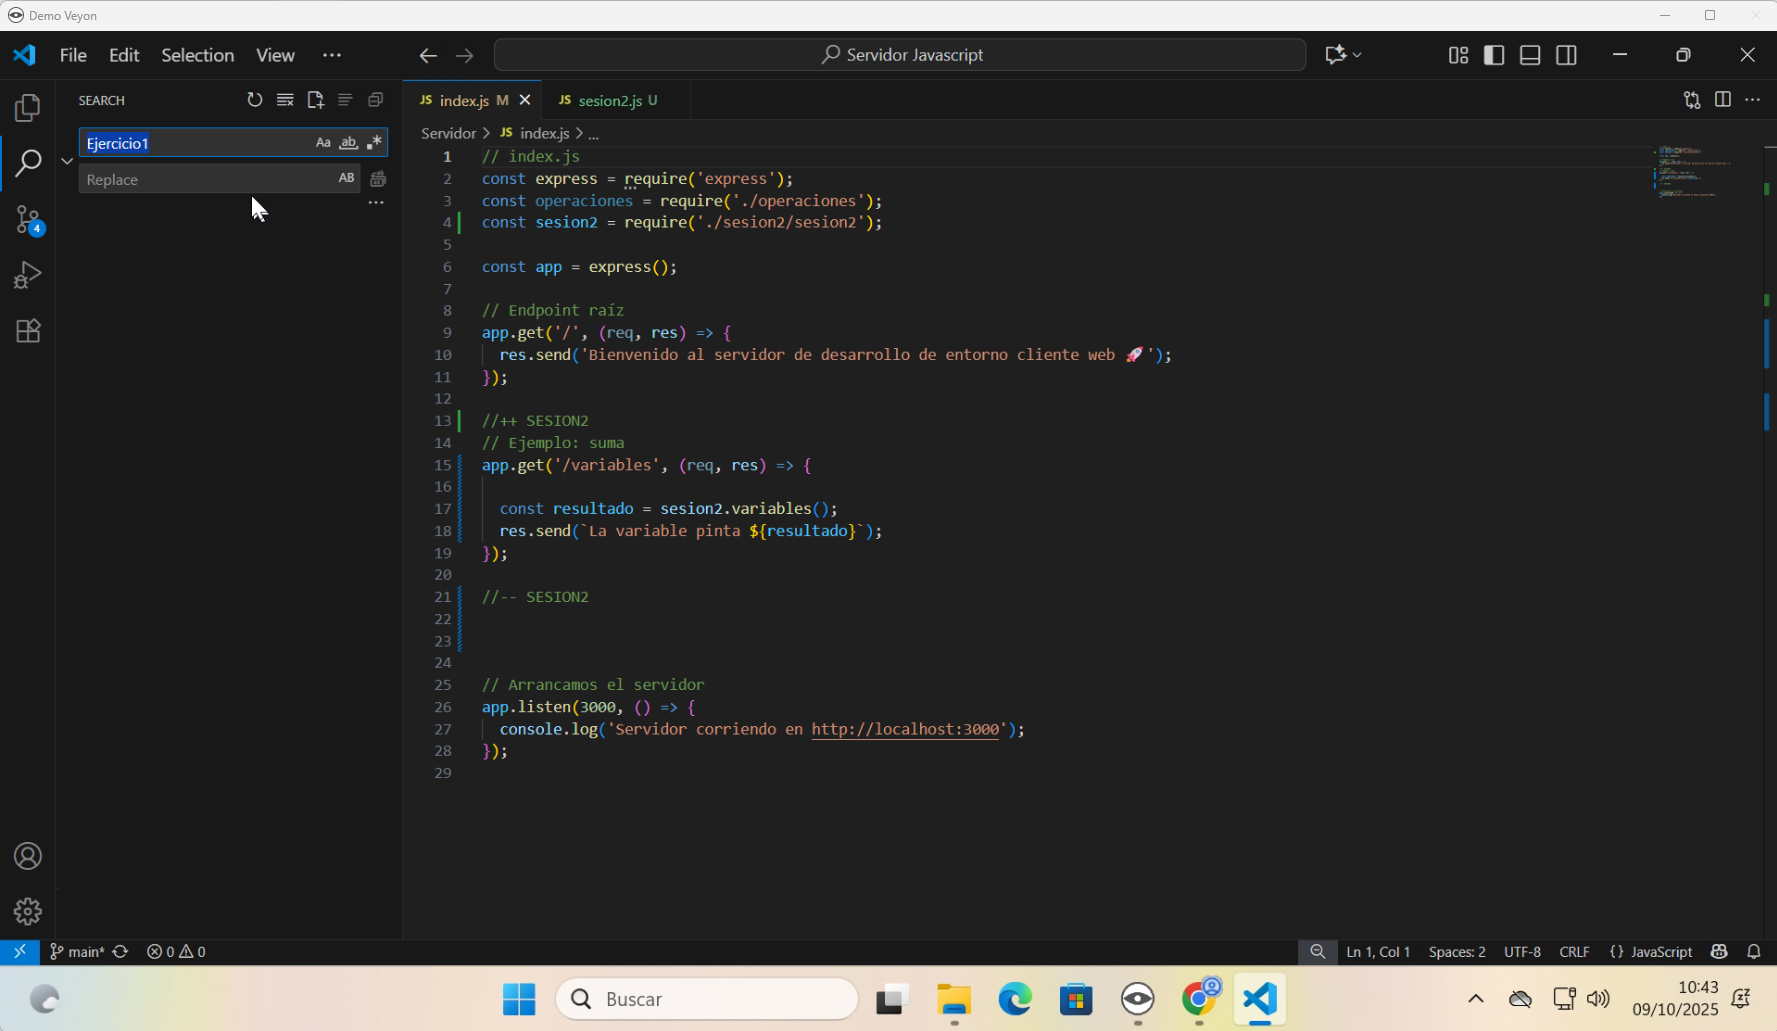 Demo Veyon
File Edit Selection View ···
Servidor Javascript
SEARCH
Ejercicio1
Aa ab .*
Replace
AB
···
4
JS index.js M
JS sesion2.js U
Servidor > JS index.js > ...
1 // index.js
2 const express = require('express');
3 const operaciones = require('./operaciones');
4 const sesion2 = require('./sesion2/sesion2');
5
6 const app = express();
7
8 // Endpoint raíz
9 app.get('/', (req, res) => {
10 res.send('Bienvenido al servidor de desarrollo de entorno cliente web 🚀');
11 });
12
13 //++ SESION2
14 // Ejemplo: suma
15 app.get('/variables', (req, res) => {
16
17 const resultado = sesion2.variables();
18 res.send(`La variable pinta ${resultado}`);
19 });
20
21 //-- SESION2
22
23
24
25 // Arrancamos el servidor
26 app.listen(3000, () => {
27 console.log('Servidor corriendo en http://localhost:3000');
28 });
29
main* 0 0
Ln 1, Col 1 Spaces: 2 UTF-8 CRLF {} JavaScript
Buscar
10:43
09/10/2025